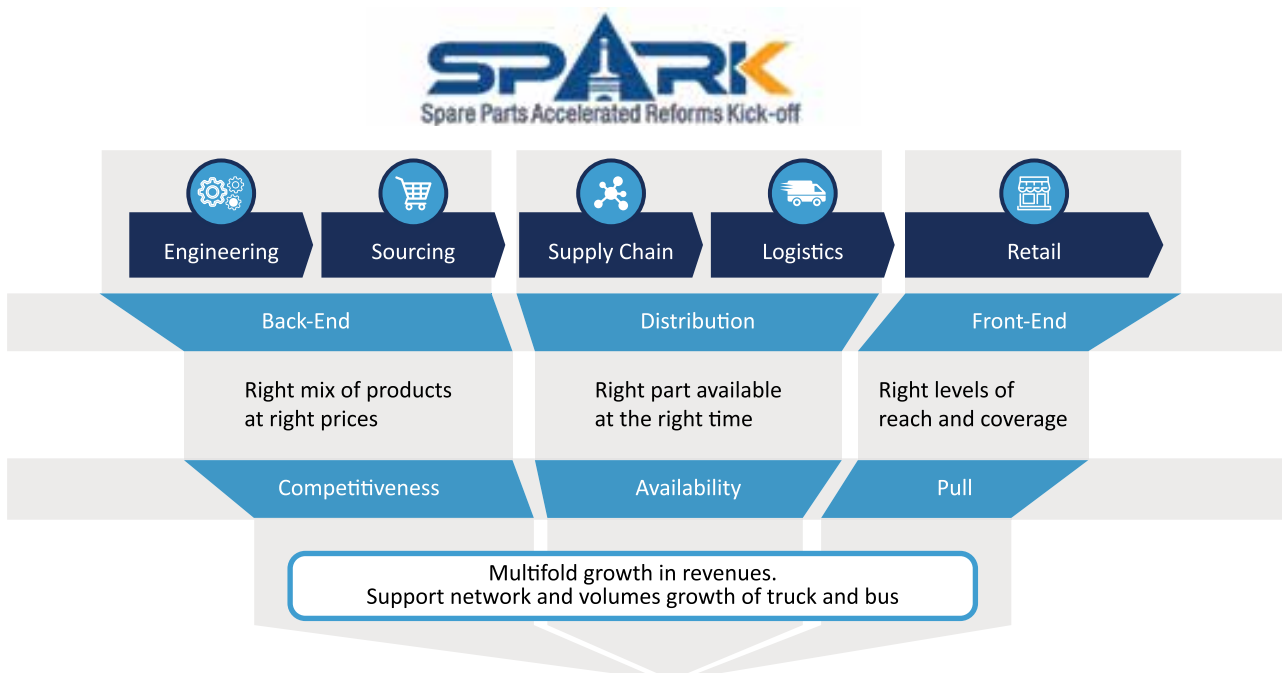 SPARK
Spare Parts Accelerated Reforms Kick-off
Engineering
Sourcing
Supply Chain
Logistics
Retail
Back-End
Distribution
Front-End
Right mix of products
at right prices
Right part available
at the right time
Right levels of
reach and coverage
Competitiveness
Availability
Pull
Multifold growth in revenues.
Support network and volumes growth of truck and bus